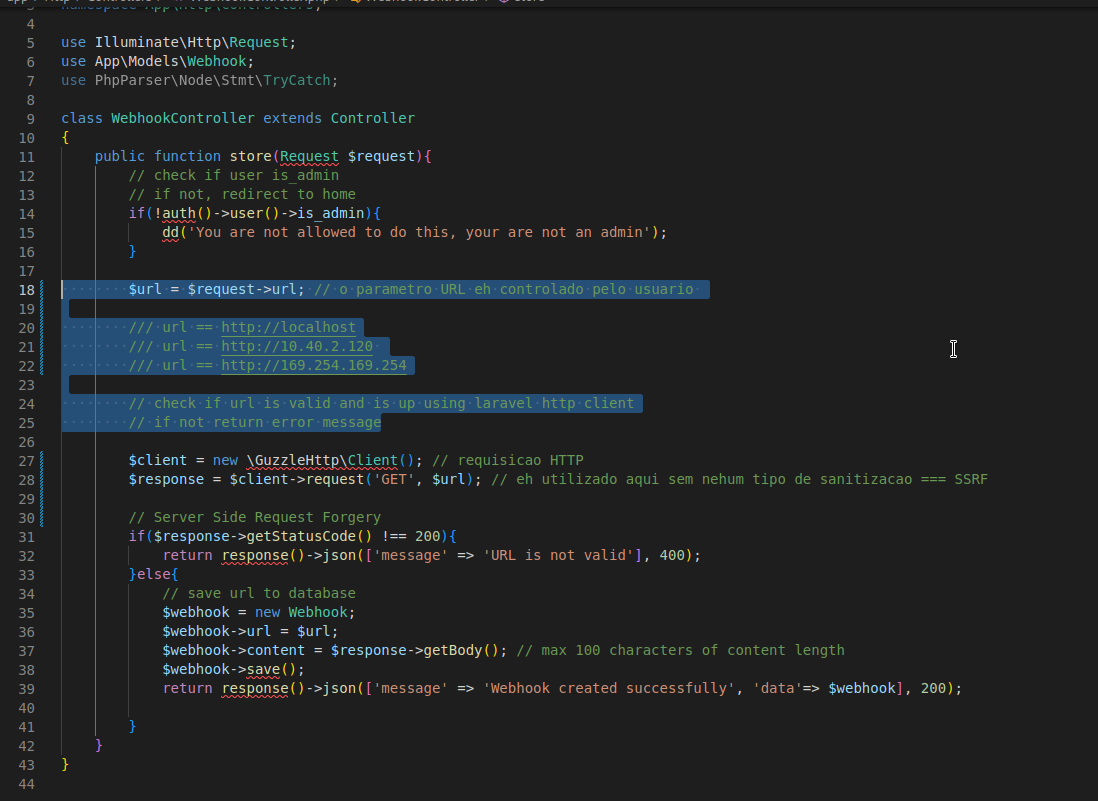 4
5 use Illuminate\Http\Request;
6 use App\Models\Webhook;
7 use PhpParser\Node\Stmt\TryCatch;
8
9 class WebhookController extends Controller
10 {
11 public function store(Request $request){
12 // check if user is_admin
13 // if not, redirect to home
14 if(!auth()->user()->is_admin){
15 dd('You are not allowed to do this, your are not an admin');
16 }
17
18 $url = $request->url; // o parametro URL eh controlado pelo usuario
19
20 /// url == http://localhost
21 /// url == http://10.40.2.120
22 /// url == http://169.254.169.254
23
24 // check if url is valid and is up using laravel http client
25 // if not return error message
26
27 $client = new \GuzzleHttp\Client(); // requisicao HTTP
28 $response = $client->request('GET', $url); // eh utilizado aqui sem nehum tipo de sanitizacao === SSRF
29
30 // Server Side Request Forgery
31 if($response->getStatusCode() !== 200){
32 return response()->json(['message' => 'URL is not valid'], 400);
33 }else{
34 // save url to database
35 $webhook = new Webhook;
36 $webhook->url = $url;
37 $webhook->content = $response->getBody(); // max 100 characters of content length
38 $webhook->save();
39 return response()->json(['message' => 'Webhook created successfully', 'data'=> $webhook], 200);
40
41 }
42 }
43 }
44